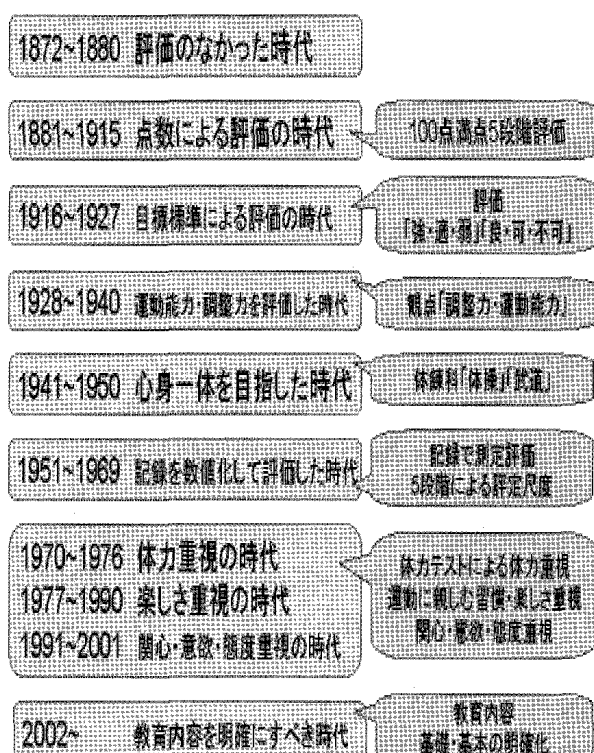 1872~1880 評価のなかった時代
1881~1915 点数による評価の時代
100点満点5段階評価
1916~1927 目標標準による評価の時代
評価
「強・適・弱」「良・可・不可」
1928~1940 運動能力・調整力を評価した時代
観点「調整力・運動能力」
1941~1950 心身一体を目指した時代
体錬科「体操」「武道」
1951~1969 記録を数値化して評価した時代
記録で測定評価
5段階による評定尺度
1970~1976 体力重視の時代
1977~1990 楽しさ重視の時代
1991~2001 関心・意欲・態度重視の時代
体力テストによる体力重視
運動に親しむ習慣・楽しさ重視
関心・意欲・態度重視
2002~ 教育内容を明確にすべき時代
教育内容
基礎・基本の明確化